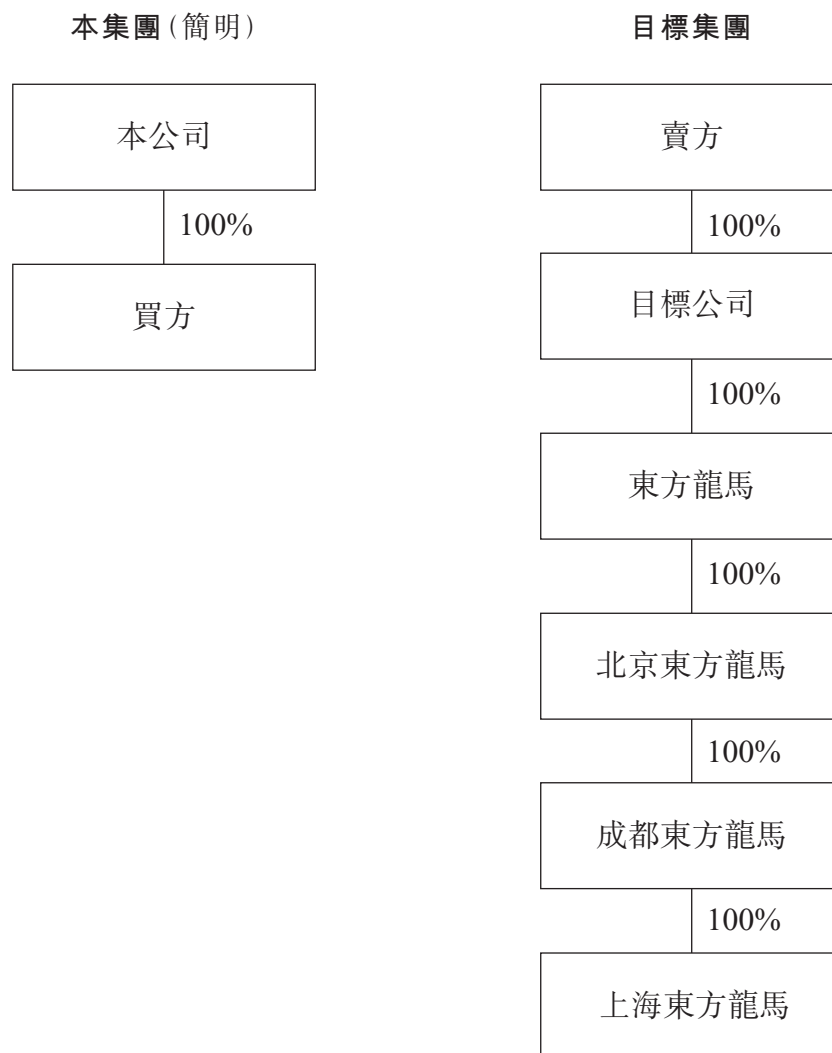 本集團(簡明)
本公司
100%
買方
目標集團
賣方
100%
目標公司
100%
東方龍馬
100%
北京東方龍馬
100%
成都東方龍馬
100%
上海東方龍馬